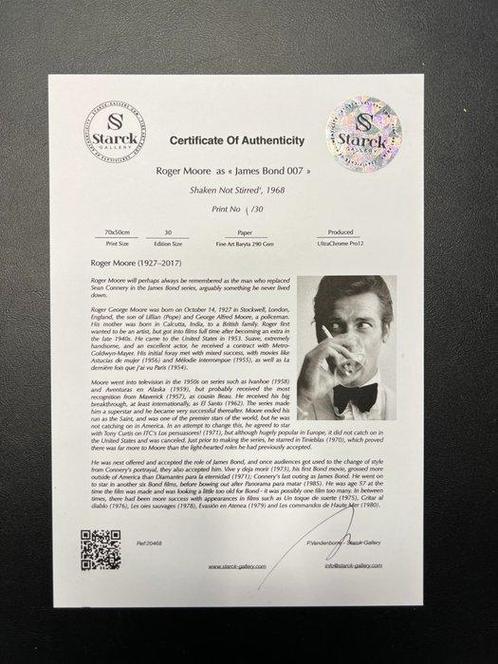 Starck
GALLERY
Certificate Of Authenticity
Starck
GALLERY
Roger Moore as « James Bond 007 »
Shaken Not Stirred', 1968
Print No 1 /30
70x50cm 30 Paper Produced
Print Size Edition Size Fine Art Baryta 290 Gsm UltraChrome Pro12
Roger Moore (1927–2017)
Roger Moore will perhaps always be remembered as the man who replaced
Sean Connery in the James Bond series, arguably something he never lived
down.
Roger George Moore was born on October 14, 1927 in Stockwell, London,
England, the son of Lillian (Pope) and George Alfred Moore, a policeman.
His mother was born in Calcutta, India, to a British family. Roger first
wanted to be an artist, but got into films full time after becoming an extra in
the late 1940s. He came to the United States in 1953. Suave, extremely
handsome, and an excellent actor, he received a contract with Metro-
Goldwyn-Mayer. His initial foray met with mixed success, with movies like
Astucias de mujer (1956) and Mélodie interrompue (1955), as well as La
dernière fois que j'ai vu Paris (1954).
Moore went into television in the 1950s on series such as Ivanhoe (1958)
and Aventuras en Alaska (1959), but probably received the most
recognition from Maverick (1957), as cousin Beau. He received his big
breakthrough, at least internationally, as El Santo (1962). The series made
him a superstar and he became very successful thereafter. Moore ended his
run as the Saint, and was one of the premier stars of the world, but he was
not catching on in America. In an attempt to change this, he agreed to star
with Tony Curtis on ITC's Los persuasores! (1971), but although hugely popular in Europe, it did not catch on in
the United States and was canceled. Just prior to making the series, he starred in Tinieblas (1970), which proved
there was far more to Moore than the light-hearted roles he had previously accepted.
He was next offered and accepted the role of James Bond, and once audiences got used to the change of style
from Connery's portrayal, they also accepted him. Vive y deja morir (1973), his first Bond movie, grossed more
outside of America than Diamantes para la eternidad (1971); Connery's last outing as James Bond. He went on
to star in another six Bond films, before bowing out after Panorama para matar (1985). He was age 57 at the
time the film was made and was looking a little too old for Bond - it was possibly one film too many. In between
times, there had been more success with appearances in films such as Un toque de suerte (1975), Gritar al
diablo (1976), Les oies sauvages (1978), Evasión en Atenea (1979) and Les commandos de Haute Mer (1980).
Ref:20468 P.Vandenborre - Starck Gallery
www.starck-gallery.com info@starck-gallery.com